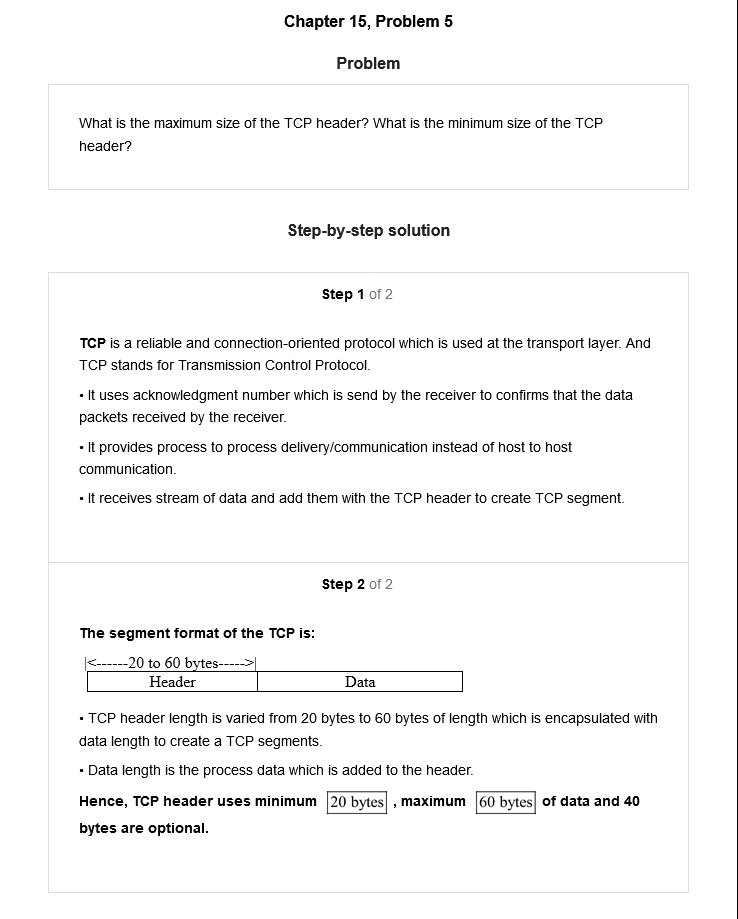 Chapter 15, Problem 5
Problem
What is the maximum size of the TCP header? What is the minimum size of the TCP
header?
Step-by-step solution
Step 1 of 2
TCP is a reliable and connection-oriented protocol which is used at the transport layer. And
TCP stands for Transmission Control Protocol.
• It uses acknowledgment number which is send by the receiver to confirms that the data
packets received by the receiver.
• It provides process to process delivery/communication instead of host to host
communication.
• It receives stream of data and add them with the TCP header to create TCP segment.
Step 2 of 2
The segment format of the TCP is:
|<------20 to 60 bytes----->|
Header Data
• TCP header length is varied from 20 bytes to 60 bytes of length which is encapsulated with
data length to create a TCP segments.
• Data length is the process data which is added to the header.
Hence, TCP header uses minimum 20 bytes , maximum 60 bytes of data and 40
bytes are optional.